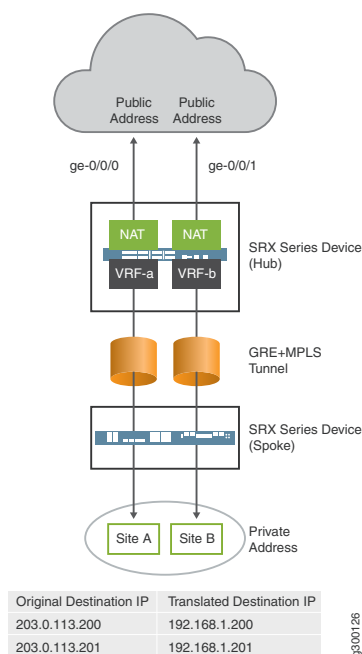 Public Address
Public Address
ge-0/0/0
ge-0/0/1
NAT
NAT
VRF-a
VRF-b
SRX Series Device
(Hub)
GRE+MPLS
Tunnel
SRX Series Device
(Spoke)
Site A
Site B
Private
Address
Original Destination IP
Translated Destination IP
203.0.113.200
192.168.1.200
203.0.113.201
192.168.1.201
g300126